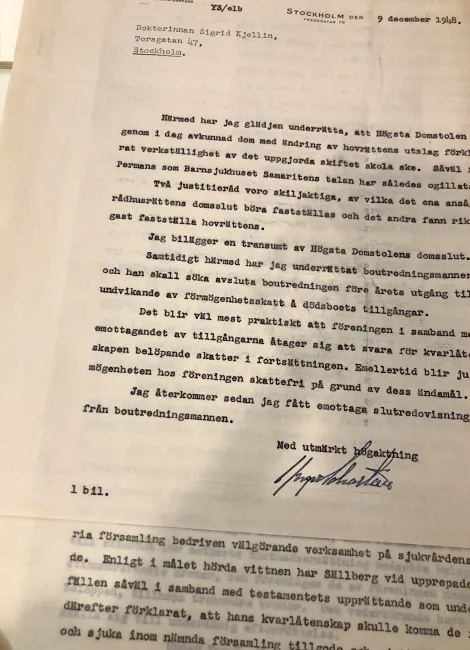 YS/elb
STOCKHOLM DEN 9 december 1948.
Doktorinnan Sigrid Kjellin,
Torsgatan 47,
Stockholm.
Härmed har jag glädjen underrätta, att Högsta Domstolen
genom i dag avkunnad dom med ändring av hovrättens utslag förkl
rat verkställighet av det uppgjorda skiftet skola ske. Såväl
Permans som Barnsjukhuset Samaritens talan har således ogillat
Två justitieråd voro skiljaktiga, av vilka det ena anså
rådhusrättens domsslut böra fastställas och det andra fann rik
gast fastställa hovrättens.
Jag bilägger en transumt av Högsta Domstolens domsslut.
Samtidigt härmed har jag underrättat boutredningsmannen
och han skall söka avsluta boutredningen före årets utgång til
undvikande av förmögenhetsskatt å dödsboets tillgångar.
Det blir väl mest praktiskt att föreningen i samband me
emottagandet av tillgångarna åtager sig att svara för kvarlåte
skapen belöpande skatter i fortsättningen. Emellertid blir ju
mögenheten hos föreningen skattefri på grund av dess ändamål.
Jag återkommer sedan jag fått emottaga slutredovisning
från boutredningsmannen.
Med utmärkt högaktning
1 bil.
ria församling bedriven välgörande verksamhet på sjukvårdens
de. Enligt i målet hörda vittnen har Sällberg vid upprepade
fällen såväl i samband med testamentets upprättande som unde
därefter förklarat, att hans kvarlåtenskap skulle komma de
och sjuka inom nämnda församling tillgodo